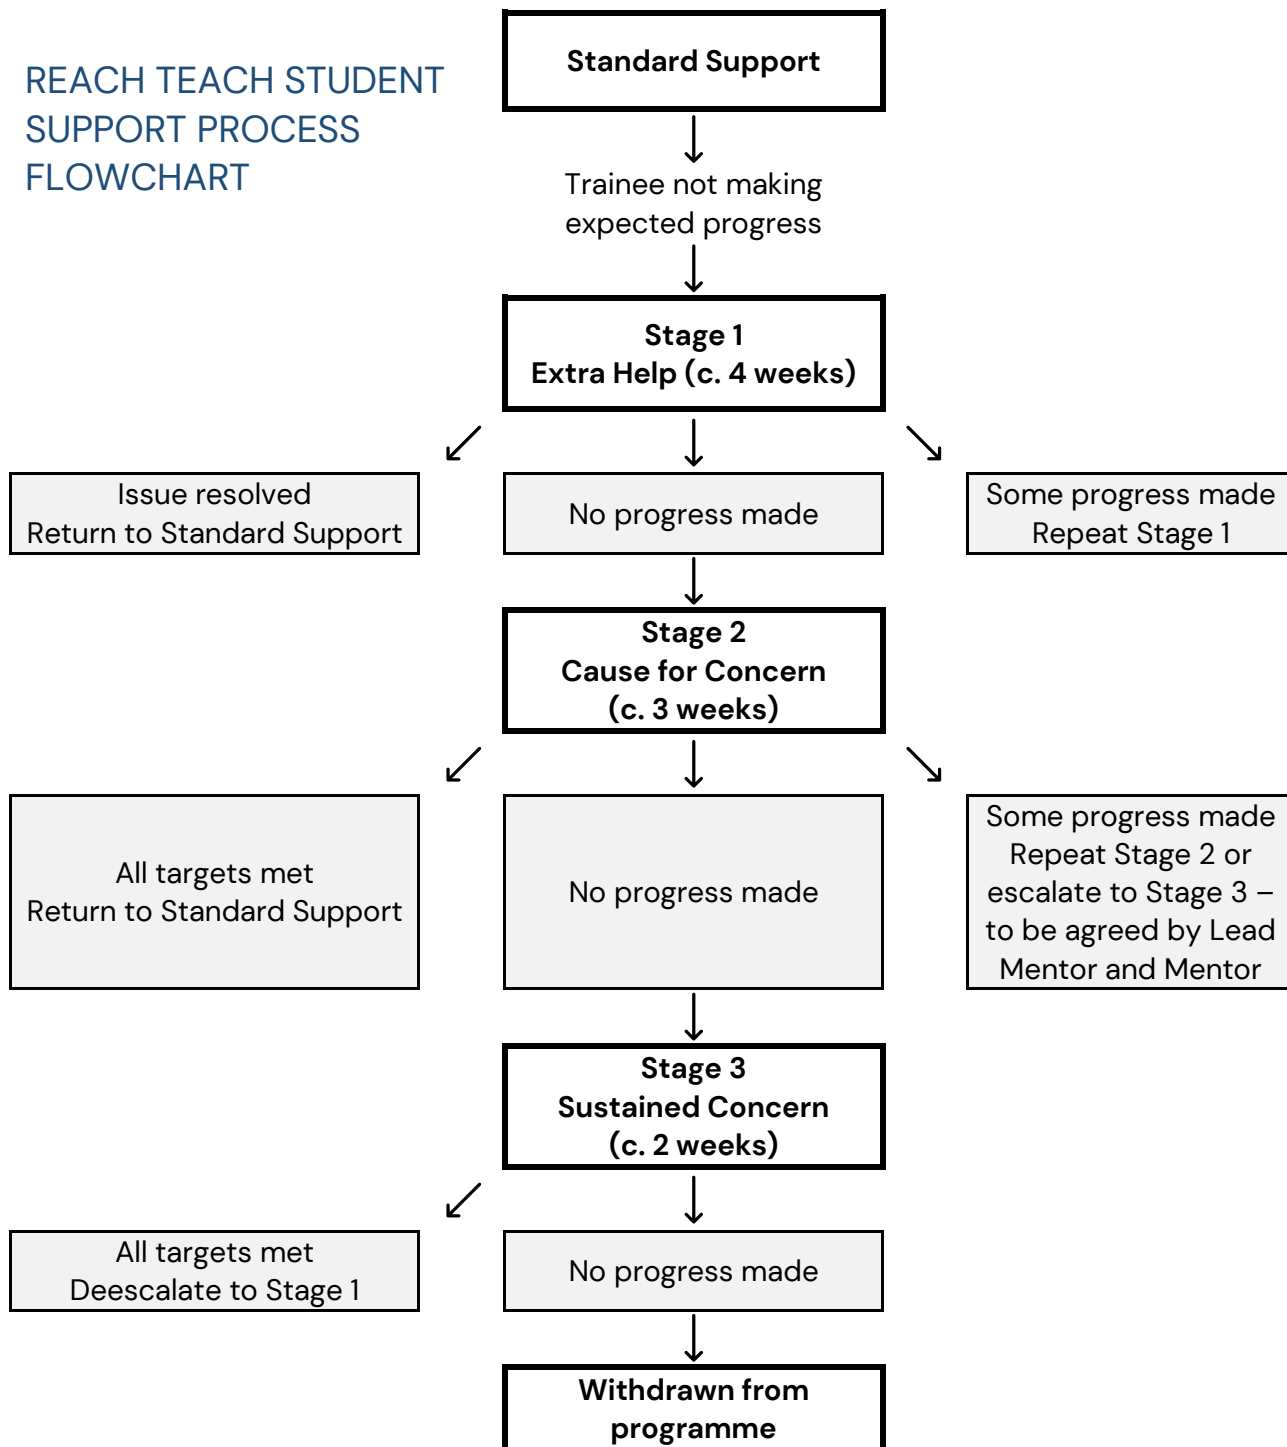 REACH TEACH STUDENT
SUPPORT PROCESS
FLOWCHART
Standard Support
Trainee not making
expected progress
Stage 1
Extra Help (c. 4 weeks)
Issue resolved
Return to Standard Support
No progress made
Some progress made
Repeat Stage 1
Stage 2
Cause for Concern
(c. 3 weeks)
All targets met
Return to Standard Support
No progress made
Some progress made
Repeat Stage 2 or
escalate to Stage 3 –
to be agreed by Lead
Mentor and Mentor
Stage 3
Sustained Concern
(c. 2 weeks)
All targets met
Deescalate to Stage 1
No progress made
Withdrawn from
programme